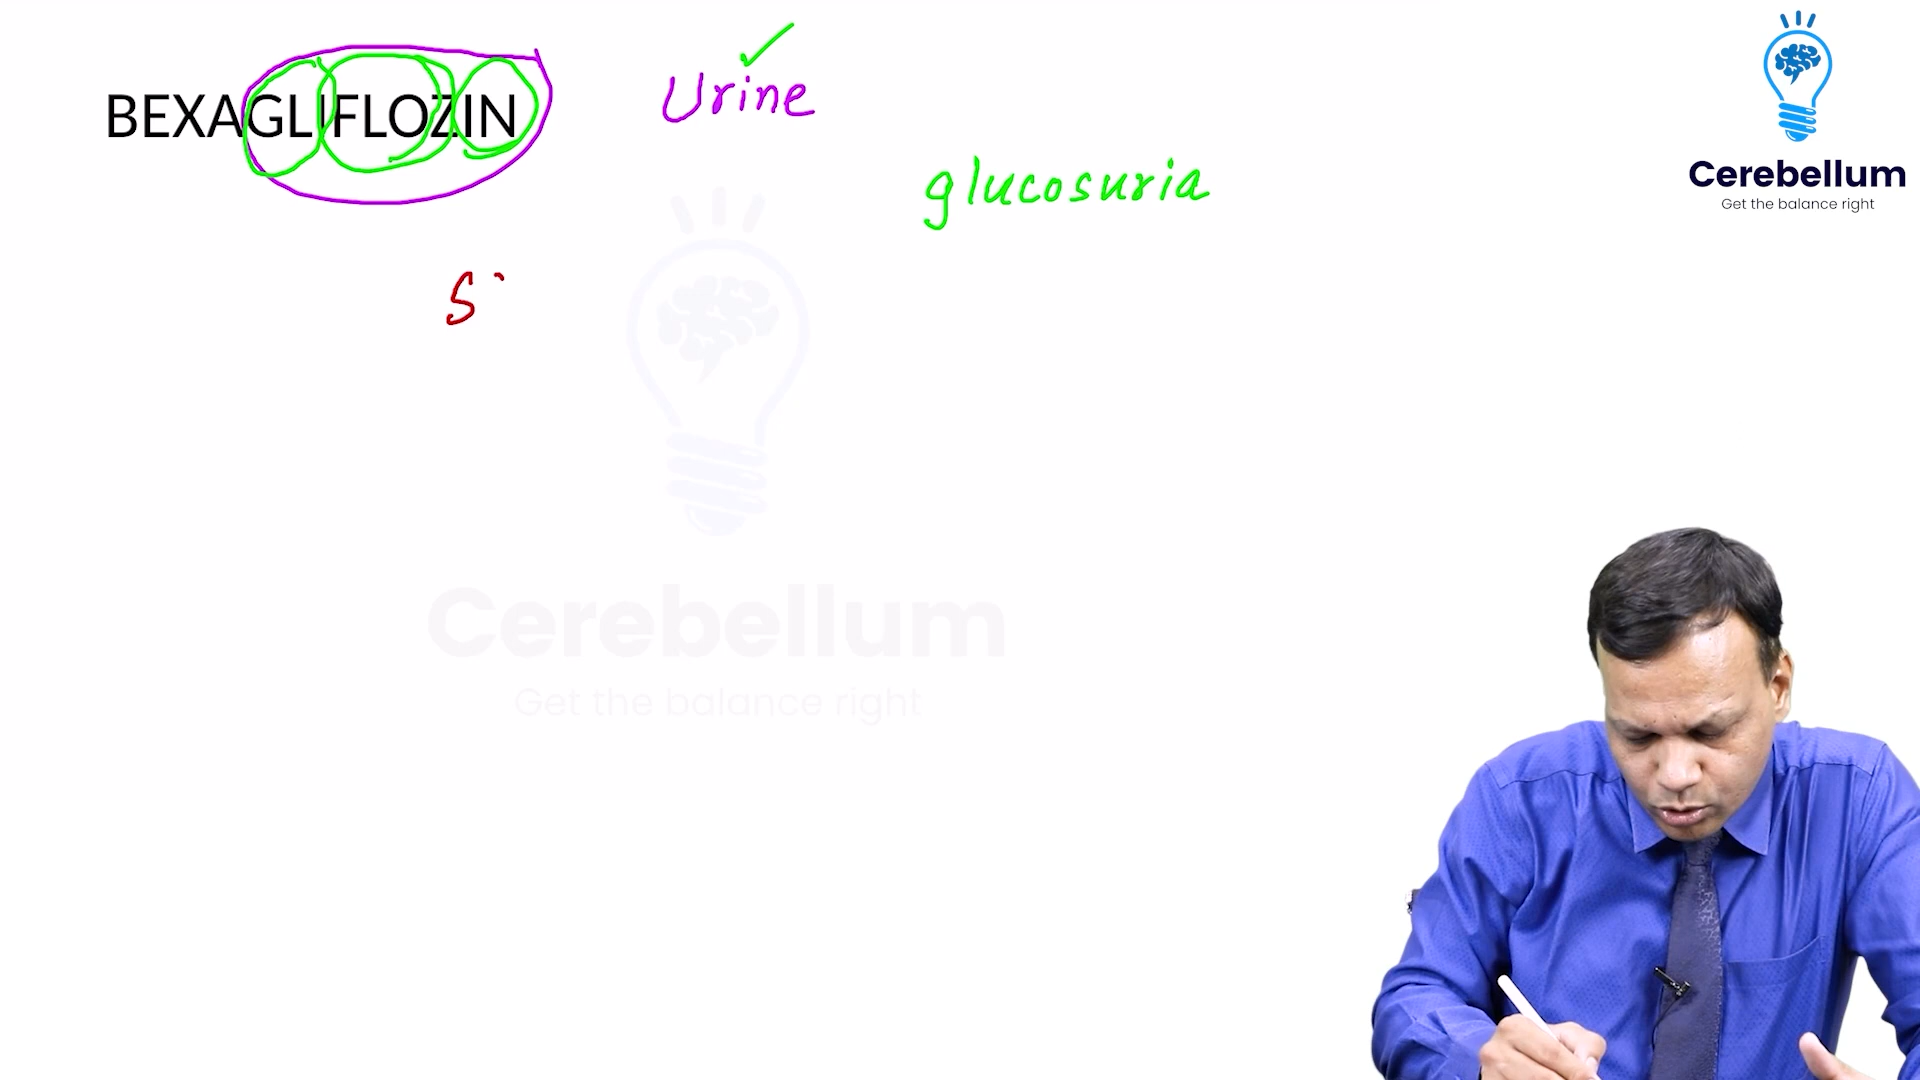 BEXAGLIFLOZIN
Urine
glucosuria
S
Cerebellum
Get the balance right
Cerebellum
Get the balance right